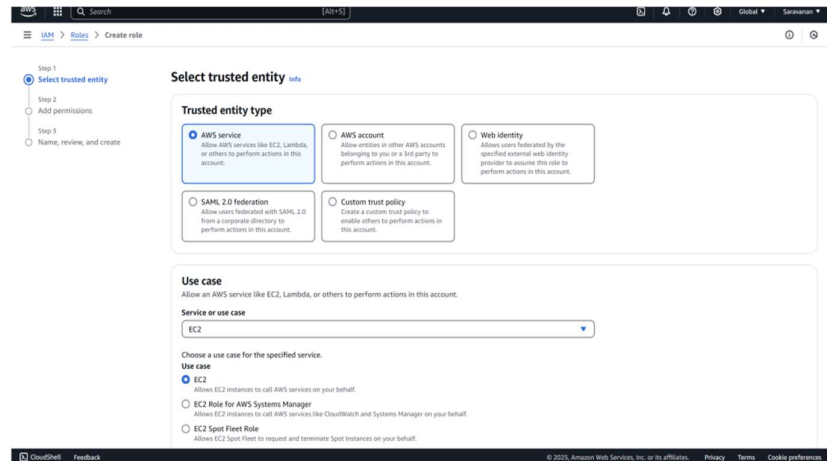 aws
Search
[Alt+S]
Global
Saravanan
IAM > Roles > Create role
Step 1
Select trusted entity
Step 2
Add permissions
Step 3
Name, review, and create
Select trusted entity Info
Trusted entity type
AWS service
Allow AWS services like EC2, Lambda,
or others to perform actions in this
account.
AWS account
Allow entities in other AWS accounts
belonging to you or a 3rd party to
perform actions in this account.
Web identity
Allows users federated by the
specified external web identity
provider to assume this role to
perform actions in this account.
SAML 2.0 federation
Allow users federated with SAML 2.0
from a corporate directory to
perform actions in this account.
Custom trust policy
Create a custom trust policy to
enable others to perform actions in
this account.
Use case
Allow an AWS service like EC2, Lambda, or others to perform actions in this account.
Service or use case
EC2
Choose a use case for the specified service.
Use case
EC2
Allows EC2 instances to call AWS services on your behalf.
EC2 Role for AWS Systems Manager
Allows EC2 instances to call AWS services like CloudWatch and Systems Manager on your behalf.
EC2 Spot Fleet Role
Allows EC2 Spot Fleet to request and terminate Spot Instances on your behalf.
CloudShell Feedback
© 2025, Amazon Web Services, Inc. or its affiliates. Privacy Terms Cookie preferences